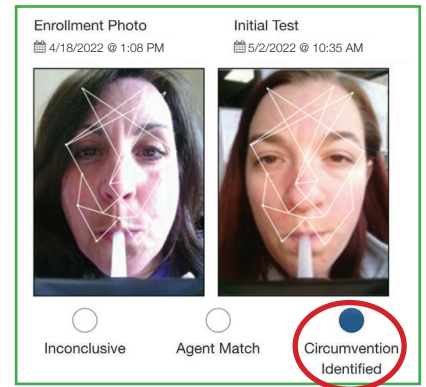 Enrollment Photo
4/18/2022 @ 1:08 PM
Initial Test
5/2/2022 @ 10:35 AM
Inconclusive
Agent Match
Circumvention
Identified